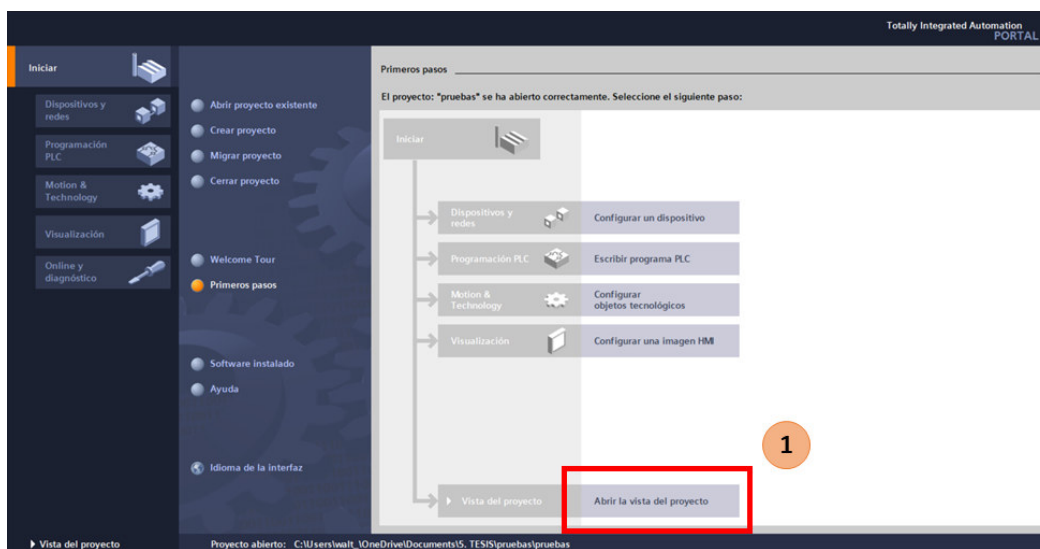 Totally Integrated Automation
PORTAL
Iniciar
Dispositivos y
redes
Programación
PLC
Motion &
Technology
Visualización
Online y
diagnóstico
Abrir proyecto existente
Crear proyecto
Migrar proyecto
Cerrar proyecto
Welcome Tour
Primeros pasos
Software instalado
Ayuda
Idioma de la interfaz
Primeros pasos
El proyecto: "pruebas" se ha abierto correctamente. Seleccione el siguiente paso:
Iniciar
Dispositivos y
redes
Configurar un dispositivo
Programación PLC
Escribir programa PLC
Motion &
Technology
Configurar
objetos tecnológicos
Visualización
Configurar una imagen HMI
1
Vista del proyecto
Abrir la vista del proyecto
Vista del proyecto
Proyecto abierto: C:\Users\walt_\OneDrive\Documents\5. TESIS\pruebas\pruebas